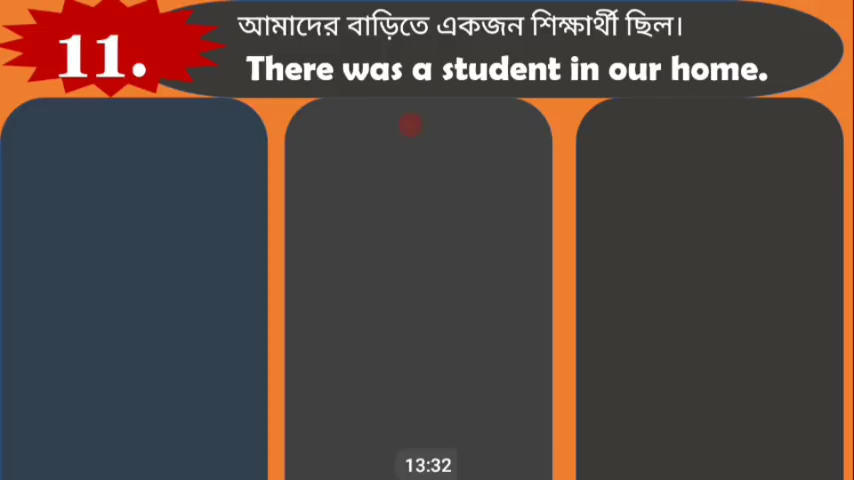 11.
আমাদের বাড়িতে একজন শিক্ষার্থী ছিল।
There was a student in our home.
13:32